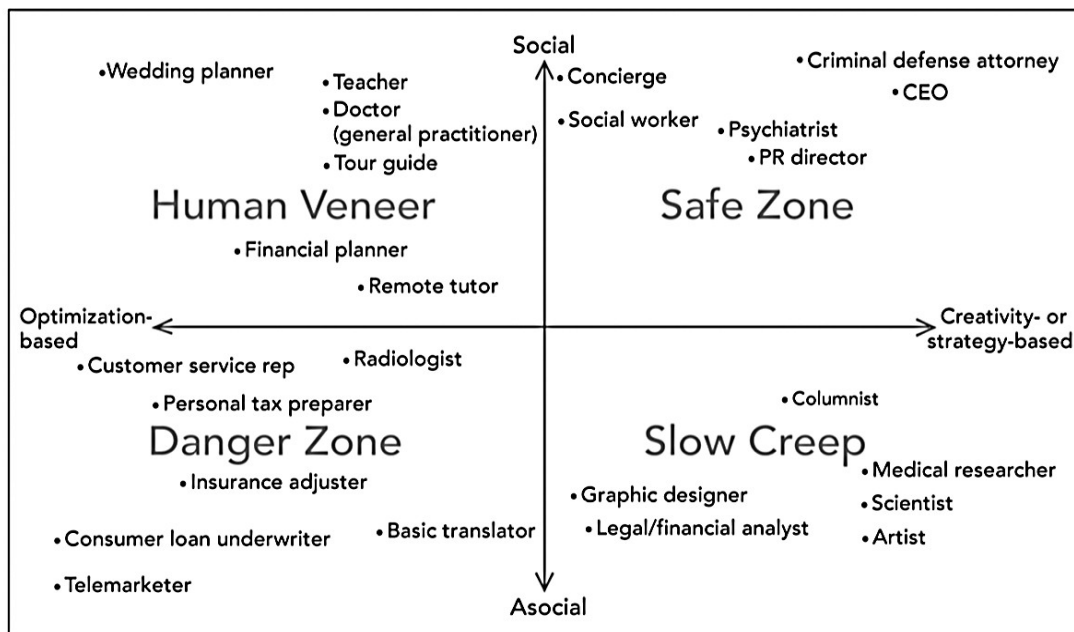 Social
•Wedding planner
•Teacher
•Doctor
(general practitioner)
•Tour guide
Human Veneer
•Financial planner
•Remote tutor
•Concierge
•Social worker
•Criminal defense attorney
•CEO
•Psychiatrist
•PR director
Safe Zone
Optimization-
based
Creativity- or
strategy-based
•Customer service rep
•Radiologist
•Personal tax preparer
Danger Zone
•Insurance adjuster
•Consumer loan underwriter
•Basic translator
•Telemarketer
•Columnist
Slow Creep
•Medical researcher
•Graphic designer
•Scientist
•Legal/financial analyst
•Artist
Asocial